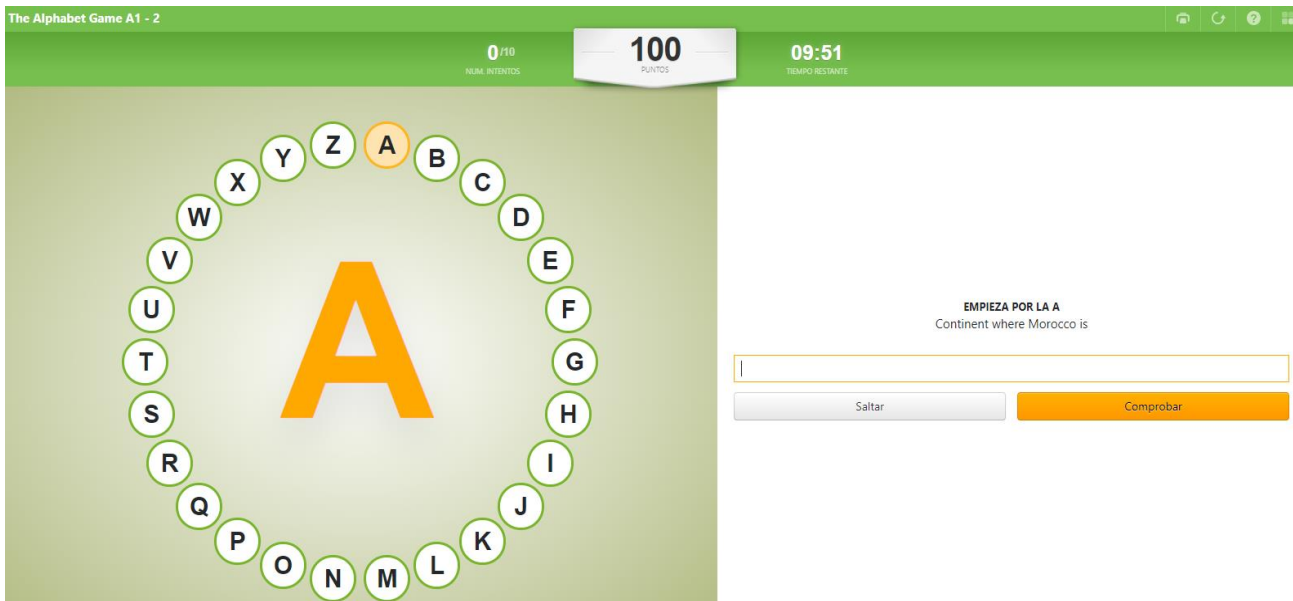 The Alphabet Game A1 - 2
0/10
NUM. INTENTOS
100
PUNTOS
09:51
TIEMPO RESTANTE
A
B
C
D
E
F
G
H
I
J
K
L
M
N
O
P
Q
R
S
T
U
V
W
X
Y
Z
A
EMPIEZA POR LA A
Continent where Morocco is
Saltar
Comprobar